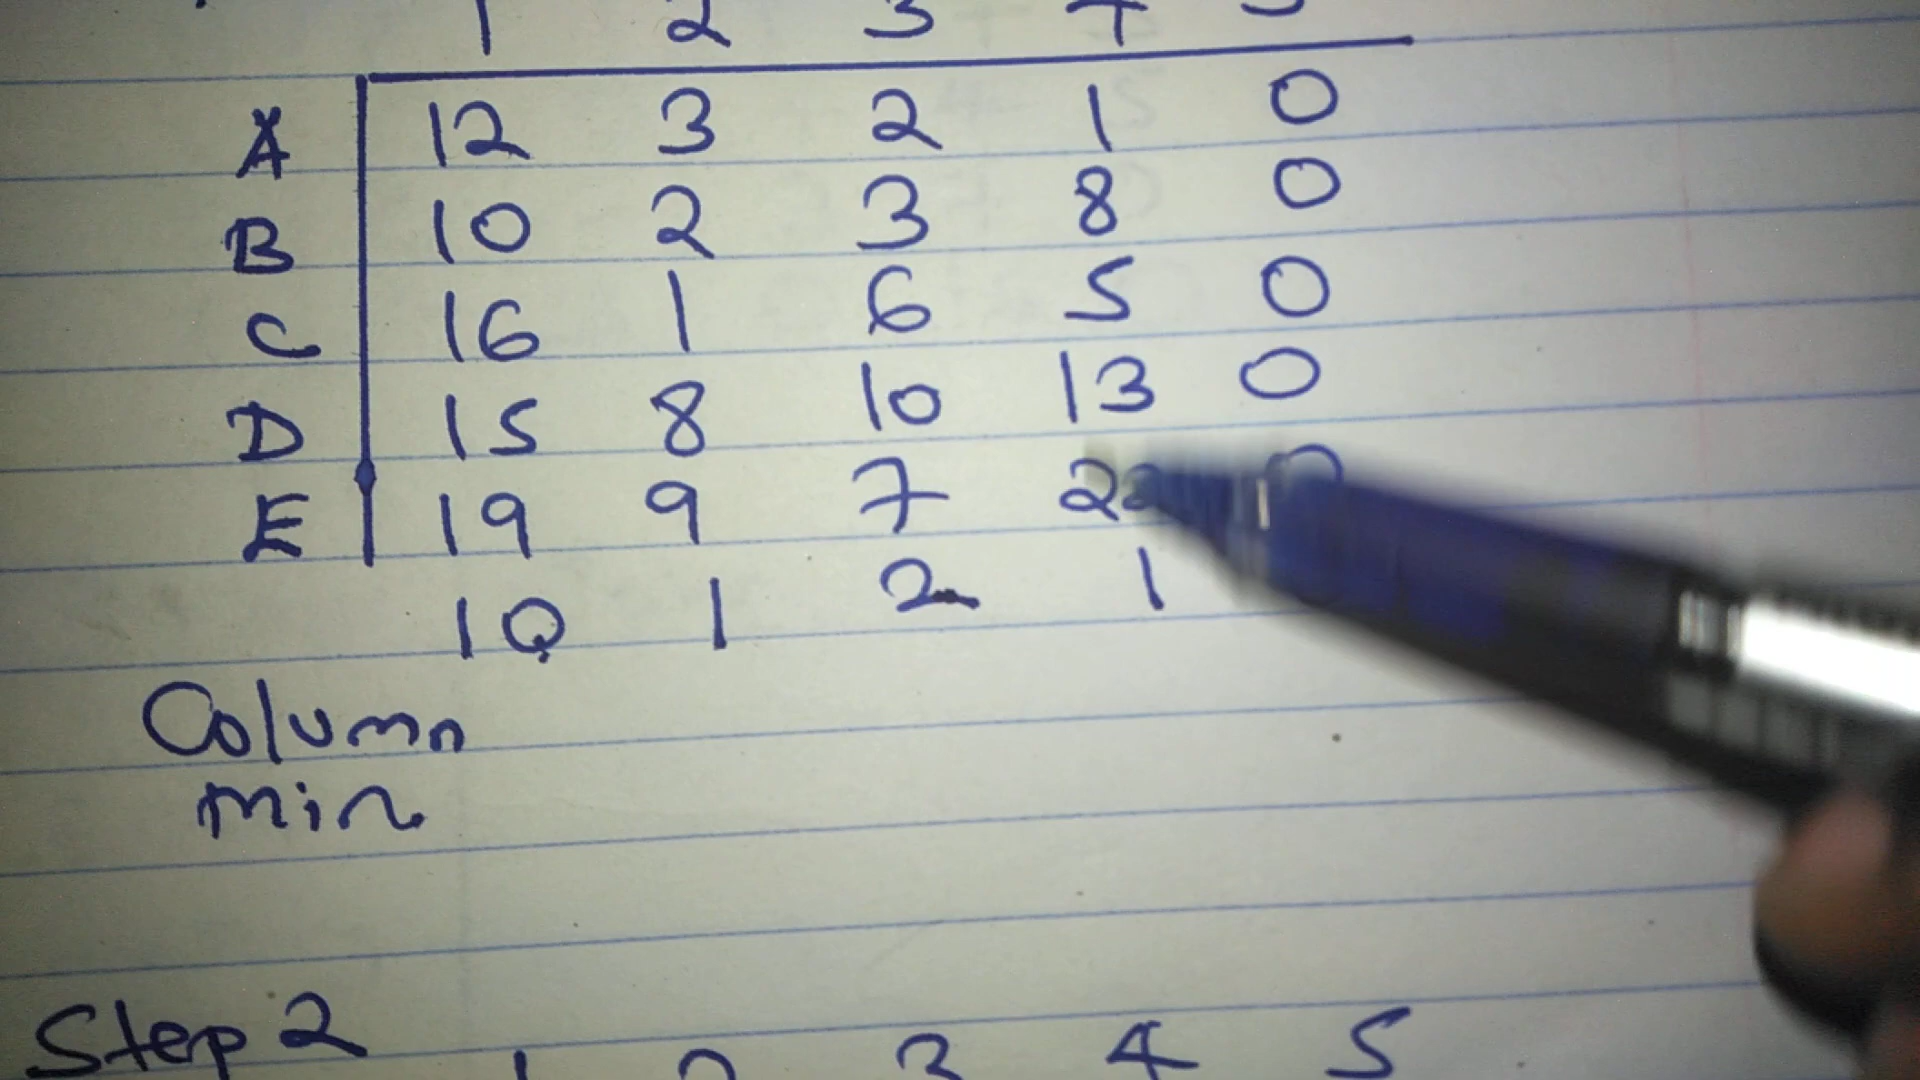 1 2 3 4
A 12 3 2 1 0
B 10 2 3 8 0
C 16 1 6 5 0
D 15 8 10 13 0
E 19 9 7
10 1 2 1
Column
min
Step 2
1 2 3 4 5